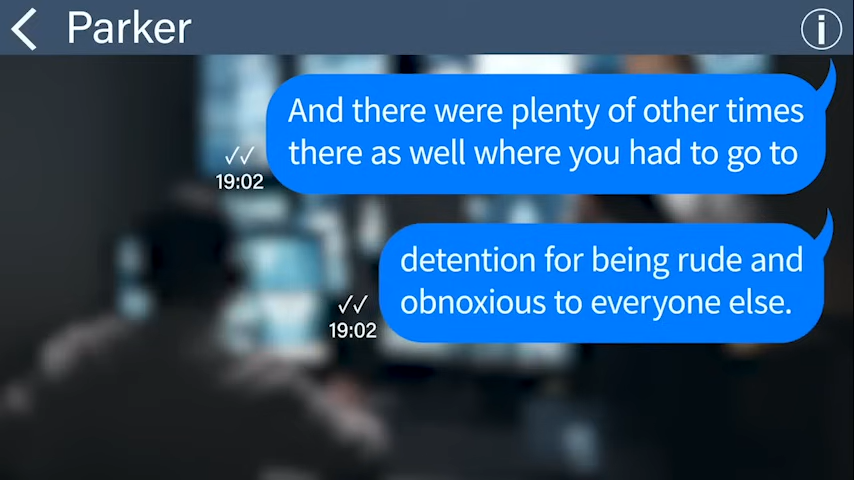 Parker
And there were plenty of other times
there as well where you had to go to
19:02
detention for being rude and
obnoxious to everyone else.
19:02